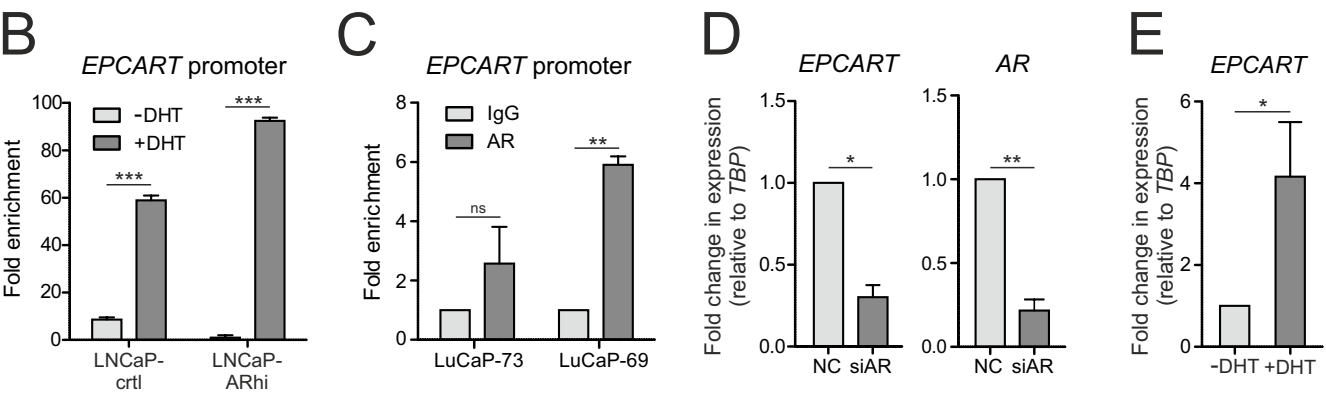 B
EPCART promoter
Fold enrichment
100
80
60
40
20
0
-DHT
+DHT
***
***
LNCaP-
crtl
LNCaP-
ARhi
C
EPCART promoter
Fold enrichment
8
6
4
2
0
IgG
AR
ns
**
LuCaP-73
LuCaP-69
D
EPCART
Fold change in expression
(relative to TBP)
1.5
1.0
0.5
0.0
*
NC siAR
AR
1.5
1.0
0.5
0.0
**
NC siAR
E
EPCART
Fold change in expression
(relative to TBP)
6
4
2
0
*
-DHT +DHT